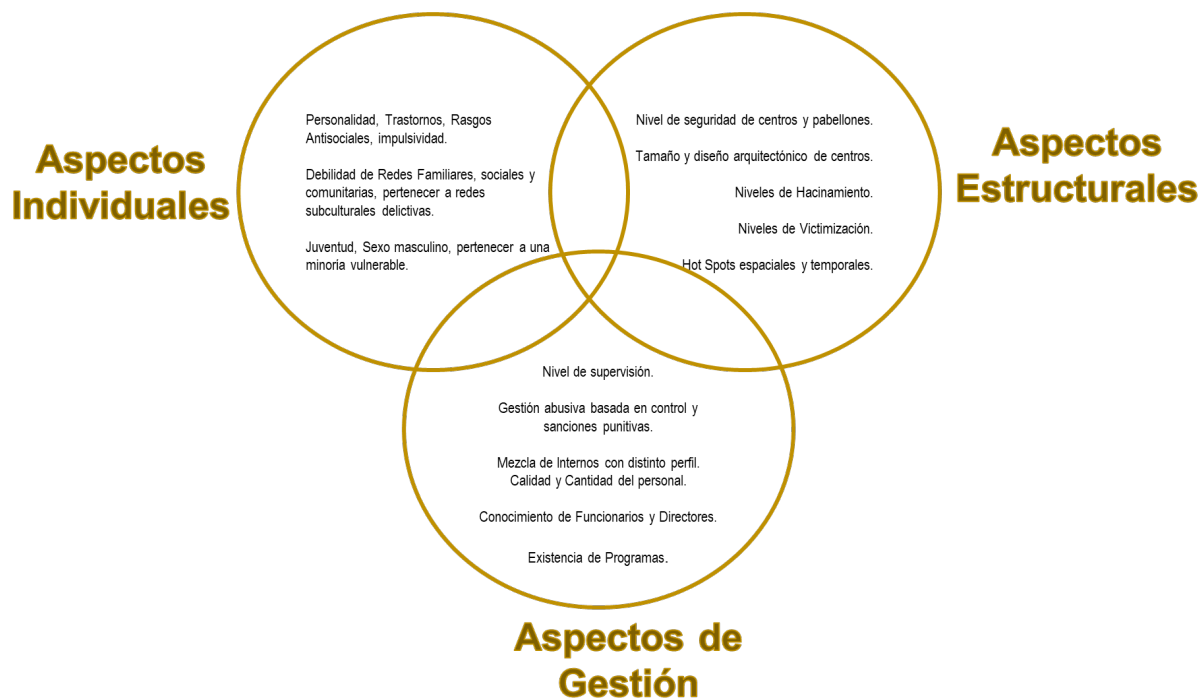 Aspectos
Individuales
Personalidad, Trastornos, Rasgos
Antisociales, impulsividad.
Debilidad de Redes Familiares, sociales y
comunitarias, pertenecer a redes
subculturales delictivas.
Juventud, Sexo masculino, pertenecer a una
minoría vulnerable.
Aspectos
Estructurales
Nivel de seguridad de centros y pabellones.
Tamaño y diseño arquitectónico de centros.
Niveles de Hacinamiento.
Niveles de Victimización.
Hot Spots espaciales y temporales.
Nivel de supervisión.
Gestión abusiva basada en control y
sanciones punitivas.
Mezcla de Internos con distinto perfil.
Calidad y Cantidad del personal.
Conocimiento de Funcionarios y Directores.
Existencia de Programas.
Aspectos de
Gestión